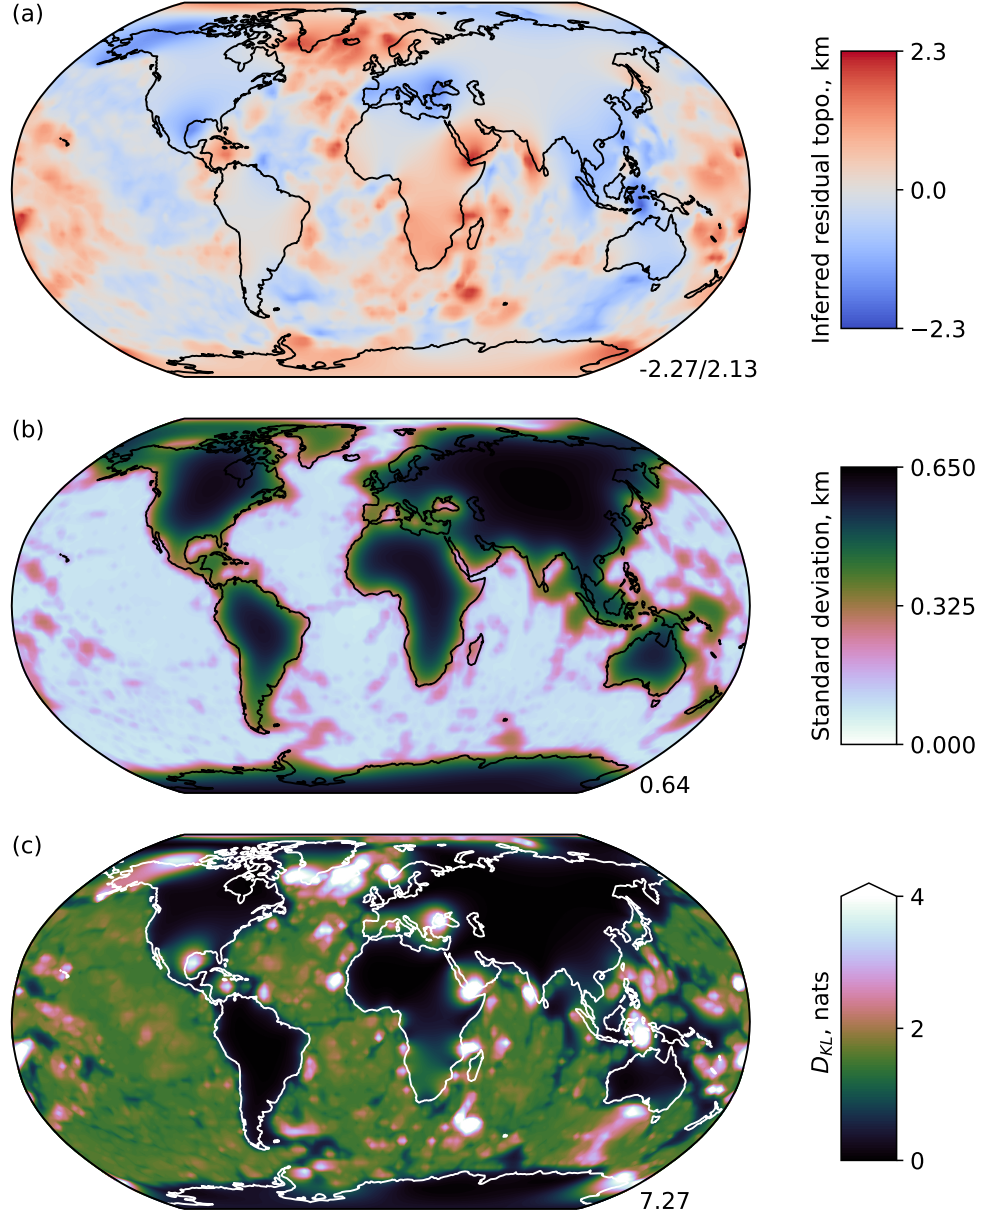 (a)
2.3
0.0
−2.3
Inferred residual topo., km
-2.27/2.13
(b)
0.650
0.325
0.000
Standard deviation, km
0.64
(c)
4
2
0
D_KL, nats
7.27